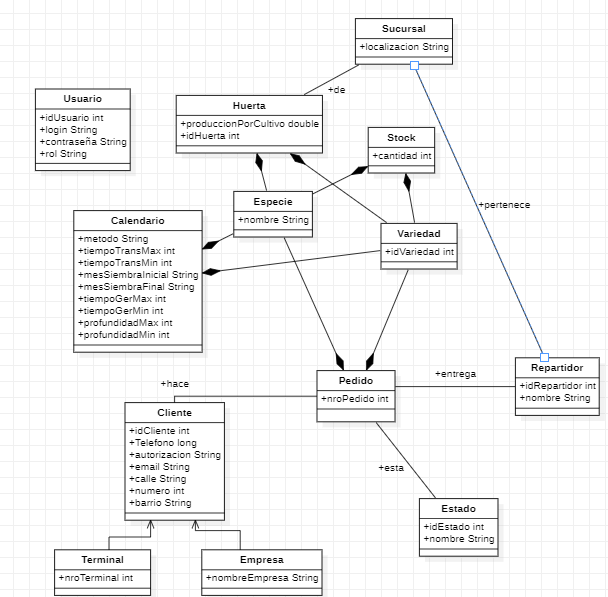 Sucursal
+localizacion String
+de
Usuario
+idUsuario int
+login String
+contraseña String
+rol String
Huerta
+produccionPorCultivo double
+idHuerta int
Stock
+cantidad int
Especie
+nombre String
+pertenece
Calendario
+metodo String
+tiempoTransMax int
+tiempoTransMin int
+mesSiembraInicial String
+mesSiembraFinal String
+tiempoGerMax int
+tiempoGerMin int
+profundidadMax int
+profundidadMin int
Variedad
+idVariedad int
Repartidor
+idRepartidor int
+nombre String
Pedido
+nroPedido int
+entrega
+hace
Cliente
+idCliente int
+Telefono long
+autorizacion String
+email String
+calle String
+numero int
+barrio String
+esta
Estado
+idEstado int
+nombre String
Terminal
+nroTerminal int
Empresa
+nombreEmpresa String